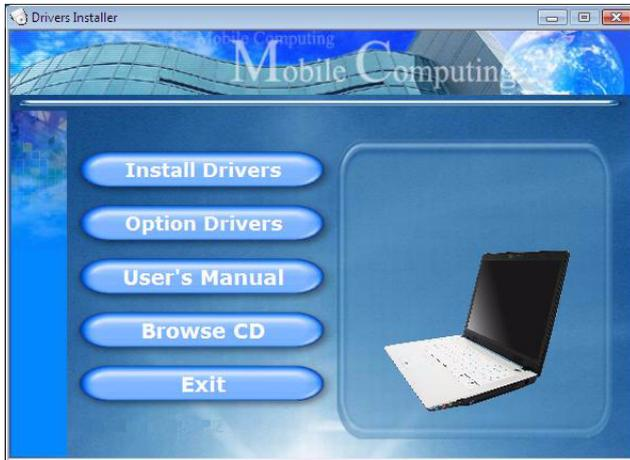 Drivers Installer
Mobile Computing
Mobile Computing
Install Drivers
Option Drivers
User's Manual
Browse CD
Exit